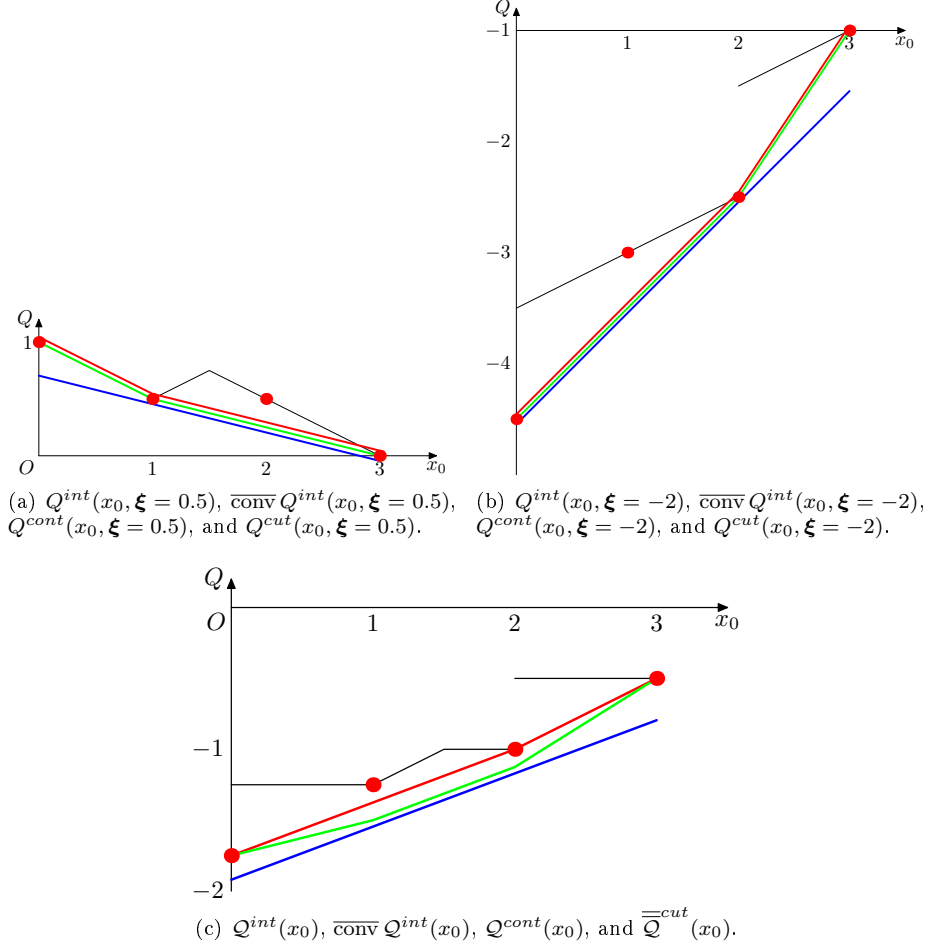 Q
1
O
1
2
3
x₀
(a) Q^{int}(x₀, ξ = 0.5), \overline{conv} Q^{int}(x₀, ξ = 0.5),
Q^{cont}(x₀, ξ = 0.5), and Q^{cut}(x₀, ξ = 0.5).
Q
−1
1
2
3
x₀
−2
−3
−4
(b) Q^{int}(x₀, ξ = −2), \overline{conv} Q^{int}(x₀, ξ = −2),
Q^{cont}(x₀, ξ = −2), and Q^{cut}(x₀, ξ = −2).
Q
O
1
2
3
x₀
−1
−2
(c) 𝒬^{int}(x₀), \overline{conv} 𝒬^{int}(x₀), 𝒬^{cont}(x₀), and \overline{\overline{𝒬}}^{cut}(x₀).